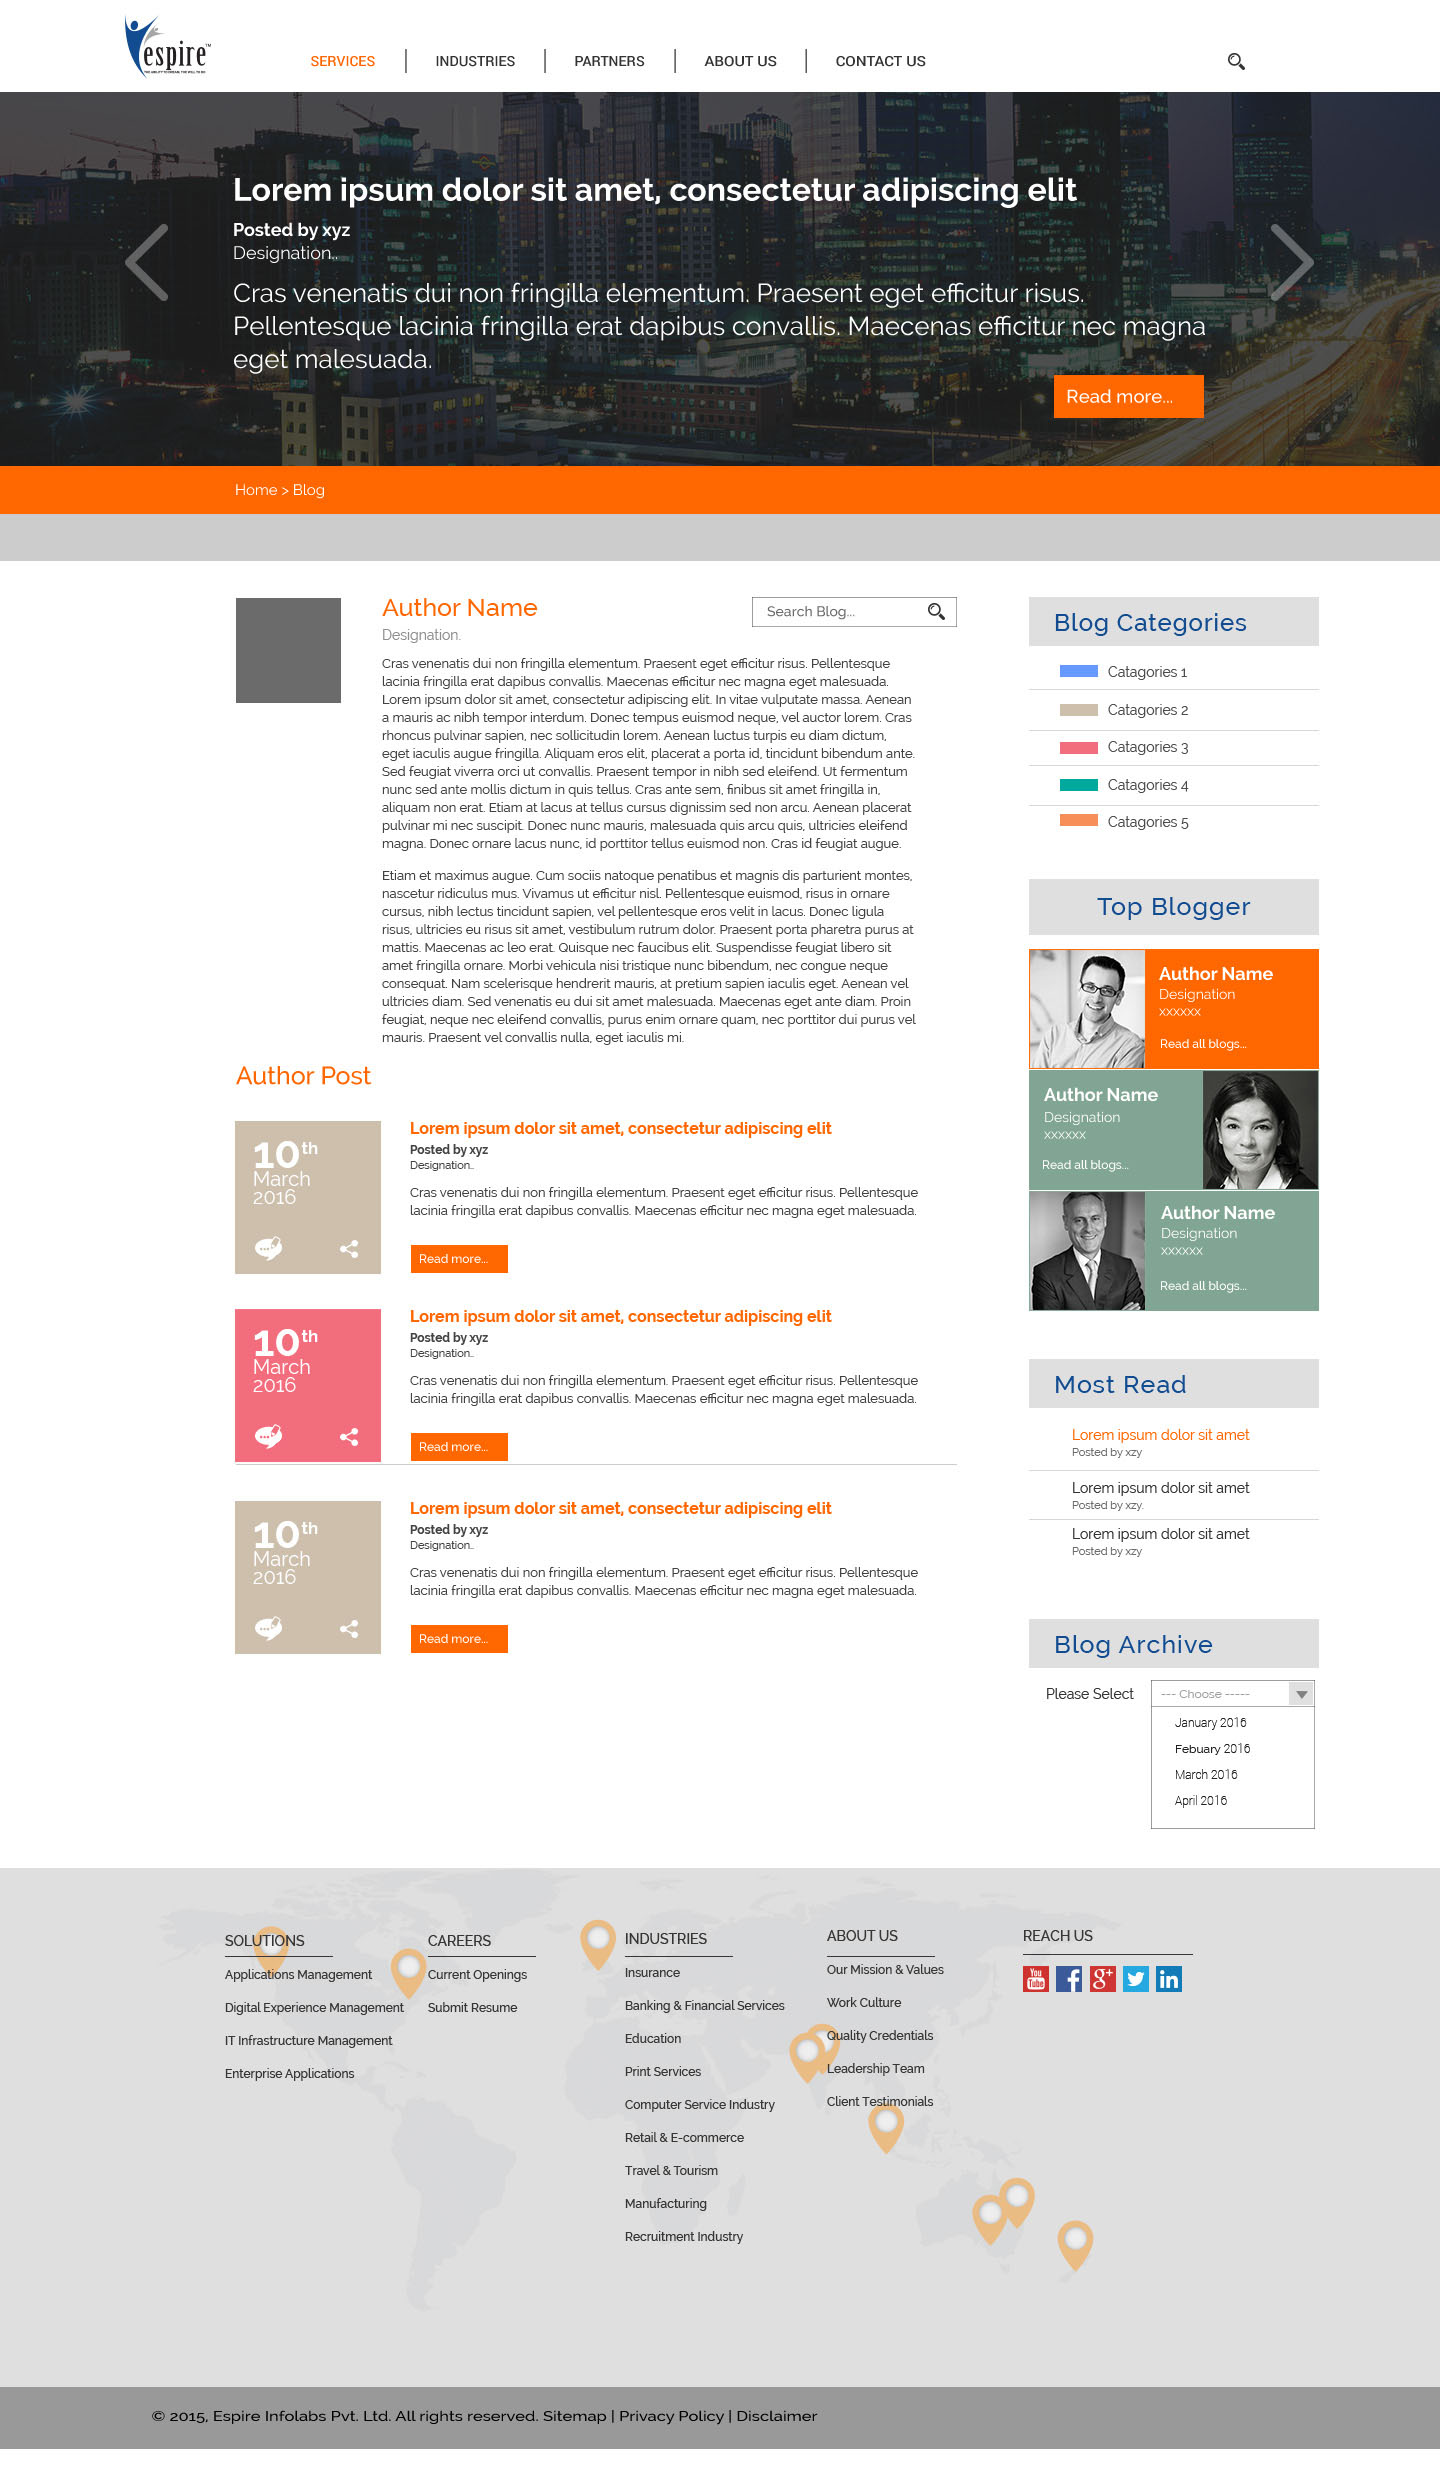 espire™
SERVICES
INDUSTRIES
PARTNERS
ABOUT US
CONTACT US
Lorem ipsum dolor sit amet, consectetur adipiscing elit
Posted by xyz
Designation..
Cras venenatis dui non fringilla elementum. Praesent eget efficitur risus.
Pellentesque lacinia fringilla erat dapibus convallis. Maecenas efficitur nec magna
eget malesuada.
Read more...
Home > Blog
Author Name
Designation.
Search Blog...
Cras venenatis dui non fringilla elementum. Praesent eget efficitur risus. Pellentesque
lacinia fringilla erat dapibus convallis. Maecenas efficitur nec magna eget malesuada.
Lorem ipsum dolor sit amet, consectetur adipiscing elit. In vitae vulputate massa. Aenean
a mauris ac nibh tempor interdum. Donec tempus euismod neque, vel auctor lorem. Cras
rhoncus pulvinar sapien, nec sollicitudin lorem. Aenean luctus turpis eu diam dictum,
eget iaculis augue fringilla. Aliquam eros elit, placerat a porta id, tincidunt bibendum ante.
Sed feugiat viverra orci ut convallis. Praesent tempor in nibh sed eleifend. Ut fermentum
nunc sed ante mollis dictum in quis tellus. Cras ante sem, finibus sit amet fringilla in,
aliquam non erat. Etiam at lacus at tellus cursus dignissim sed non arcu. Aenean placerat
pulvinar mi nec suscipit. Donec nunc mauris, malesuada quis arcu quis, ultricies eleifend
magna. Donec ornare lacus nunc, id porttitor tellus euismod non. Cras id feugiat augue.
Etiam et maximus augue. Cum sociis natoque penatibus et magnis dis parturient montes,
nascetur ridiculus mus. Vivamus ut efficitur nisl. Pellentesque euismod, risus in ornare
cursus, nibh lectus tincidunt sapien, vel pellentesque eros velit in lacus. Donec ligula
risus, ultricies eu risus sit amet, vestibulum rutrum dolor. Praesent porta pharetra purus at
mattis. Maecenas ac leo erat. Quisque nec faucibus elit. Suspendisse feugiat libero sit
amet fringilla ornare. Morbi vehicula nisi tristique nunc bibendum, nec congue neque
consequat. Nam scelerisque hendrerit mauris, at pretium sapien iaculis eget. Aenean vel
ultricies diam. Sed venenatis eu dui sit amet malesuada. Maecenas eget ante diam. Proin
feugiat, neque nec eleifend convallis, purus enim ornare quam, nec porttitor dui purus vel
mauris. Praesent vel convallis nulla, eget iaculis mi.
Author Post
10th
March
2016
Lorem ipsum dolor sit amet, consectetur adipiscing elit
Posted by xyz
Designation..
Cras venenatis dui non fringilla elementum. Praesent eget efficitur risus. Pellentesque
lacinia fringilla erat dapibus convallis. Maecenas efficitur nec magna eget malesuada.
Read more...
10th
March
2016
Lorem ipsum dolor sit amet, consectetur adipiscing elit
Posted by xyz
Designation..
Cras venenatis dui non fringilla elementum. Praesent eget efficitur risus. Pellentesque
lacinia fringilla erat dapibus convallis. Maecenas efficitur nec magna eget malesuada.
Read more...
10th
March
2016
Lorem ipsum dolor sit amet, consectetur adipiscing elit
Posted by xyz
Designation..
Cras venenatis dui non fringilla elementum. Praesent eget efficitur risus. Pellentesque
lacinia fringilla erat dapibus convallis. Maecenas efficitur nec magna eget malesuada.
Read more...
Blog Categories
Catagories 1
Catagories 2
Catagories 3
Catagories 4
Catagories 5
Top Blogger
Author Name
Designation
xxxxxx
Read all blogs...
Author Name
Designation
xxxxxx
Read all blogs...
Author Name
Designation
xxxxxx
Read all blogs...
Most Read
Lorem ipsum dolor sit amet
Posted by xzy
Lorem ipsum dolor sit amet
Posted by xzy.
Lorem ipsum dolor sit amet
Posted by xzy
Blog Archive
Please Select
--- Choose -----
January 2016
Febuary 2016
March 2016
April 2016
SOLUTIONS
Applications Management
Digital Experience Management
IT Infrastructure Management
Enterprise Applications
CAREERS
Current Openings
Submit Resume
INDUSTRIES
Insurance
Banking & Financial Services
Education
Print Services
Computer Service Industry
Retail & E-commerce
Travel & Tourism
Manufacturing
Recruitment Industry
ABOUT US
Our Mission & Values
Work Culture
Quality Credentials
Leadership Team
Client Testimonials
REACH US
You Tube
f
g+
in
© 2015, Espire Infolabs Pvt. Ltd. All rights reserved. Sitemap | Privacy Policy | Disclaimer